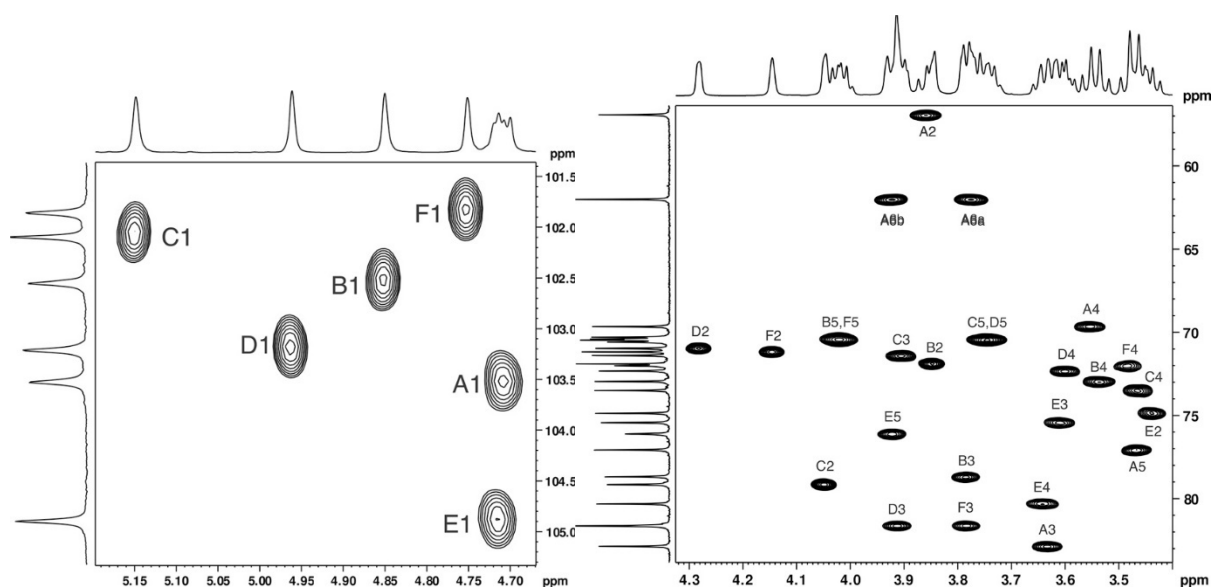 ppm
101.5
102.0
102.5
103.0
103.5
104.0
104.5
105.0
C1
F1
B1
D1
A1
E1
5.15 5.10 5.05 5.00 4.95 4.90 4.85 4.80 4.75 4.70 ppm
ppm
60
65
70
75
80
A2
A6b A6a
A4
D2 F2 B5,F5 C5,D5
C3 B2 D4 B4 F4 C4
E3 E2
E5 A5
C2 B3 E4
D3 F3 A3
4.3 4.2 4.1 4.0 3.9 3.8 3.7 3.6 3.5 ppm